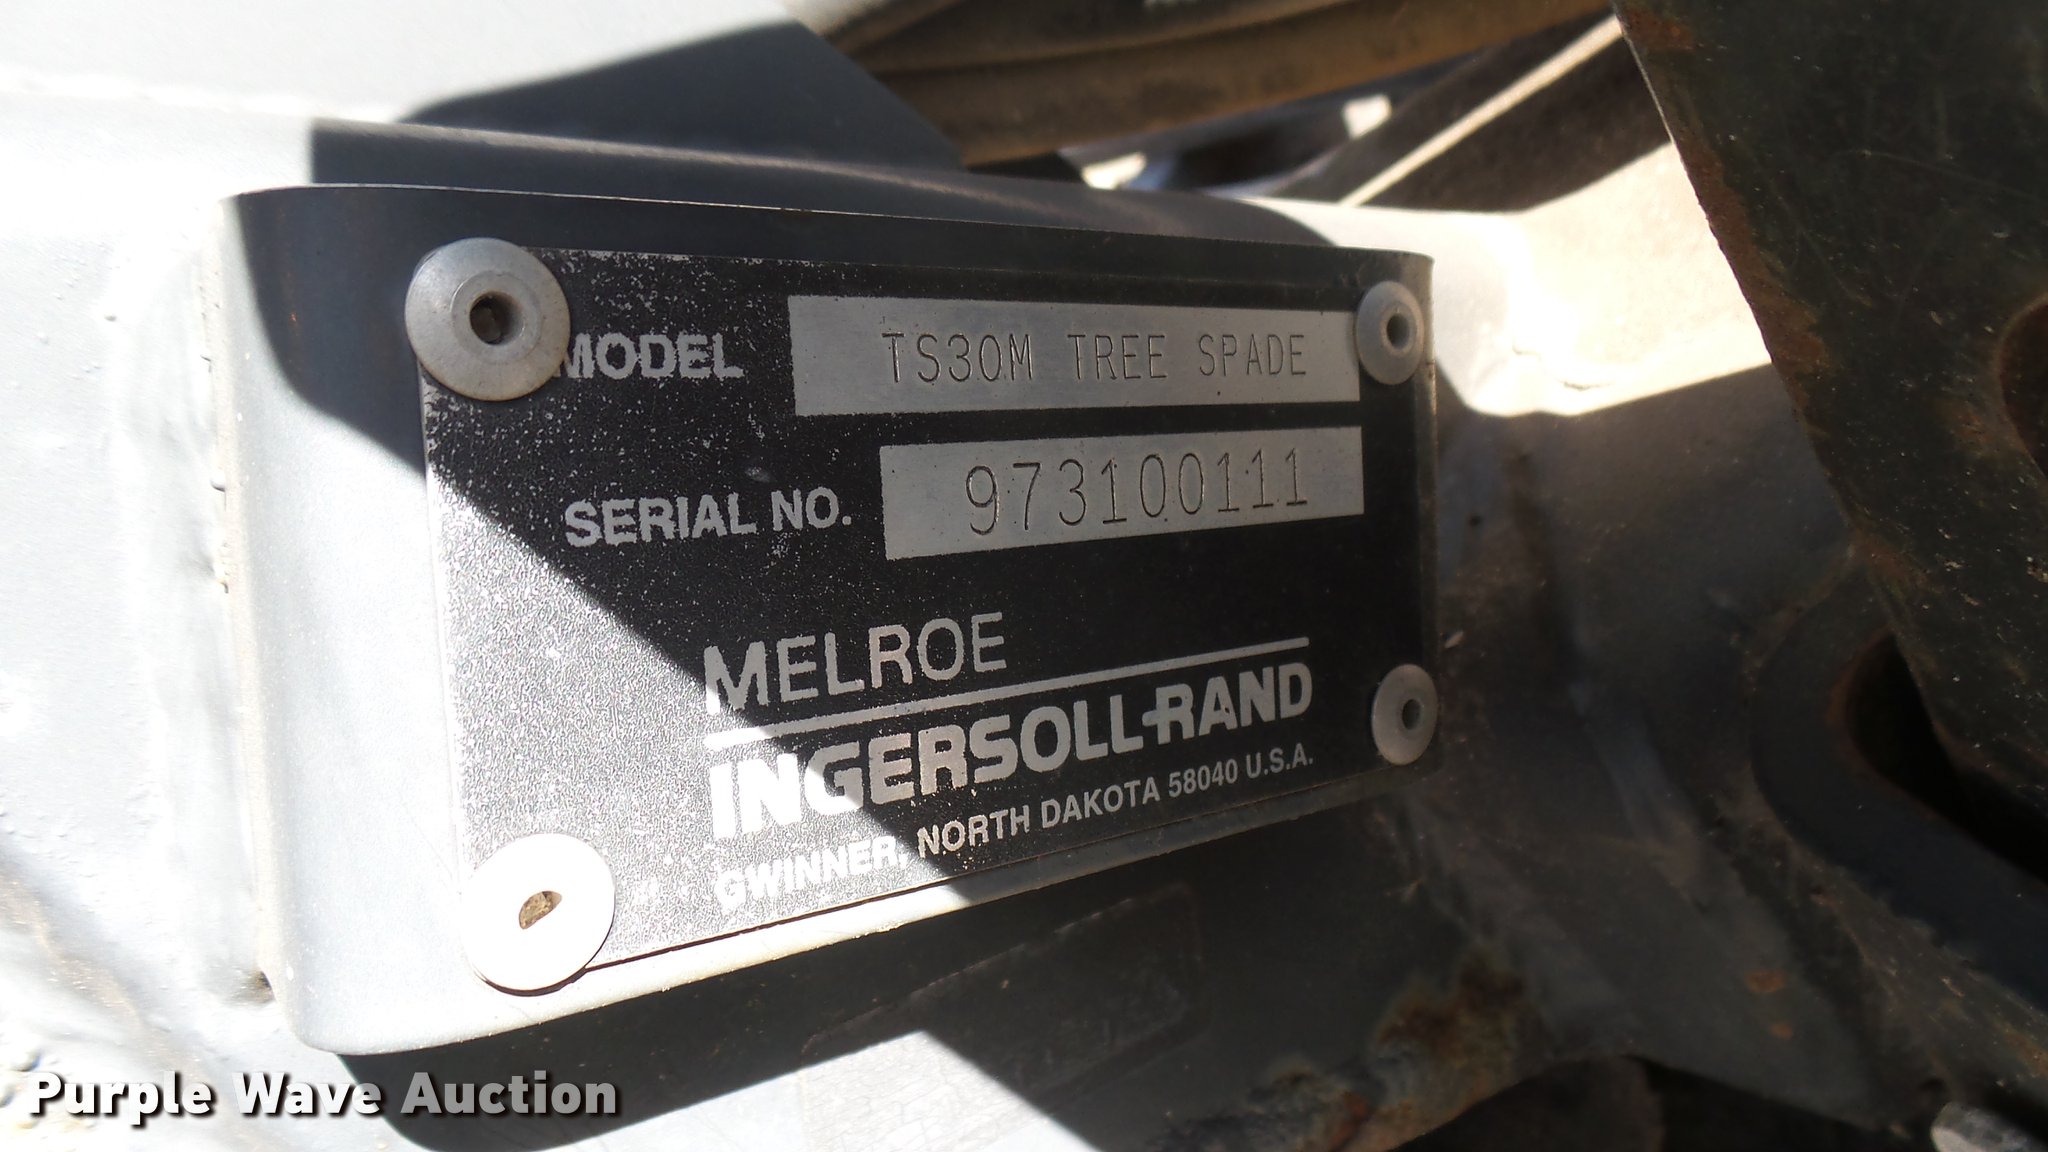 MODEL TS30M TREE SPADE
SERIAL NO. 973100111
MELROE
INGERSOLL-RAND
GWINNER, NORTH DAKOTA 58040 U.S.A.
Purple Wave Auction